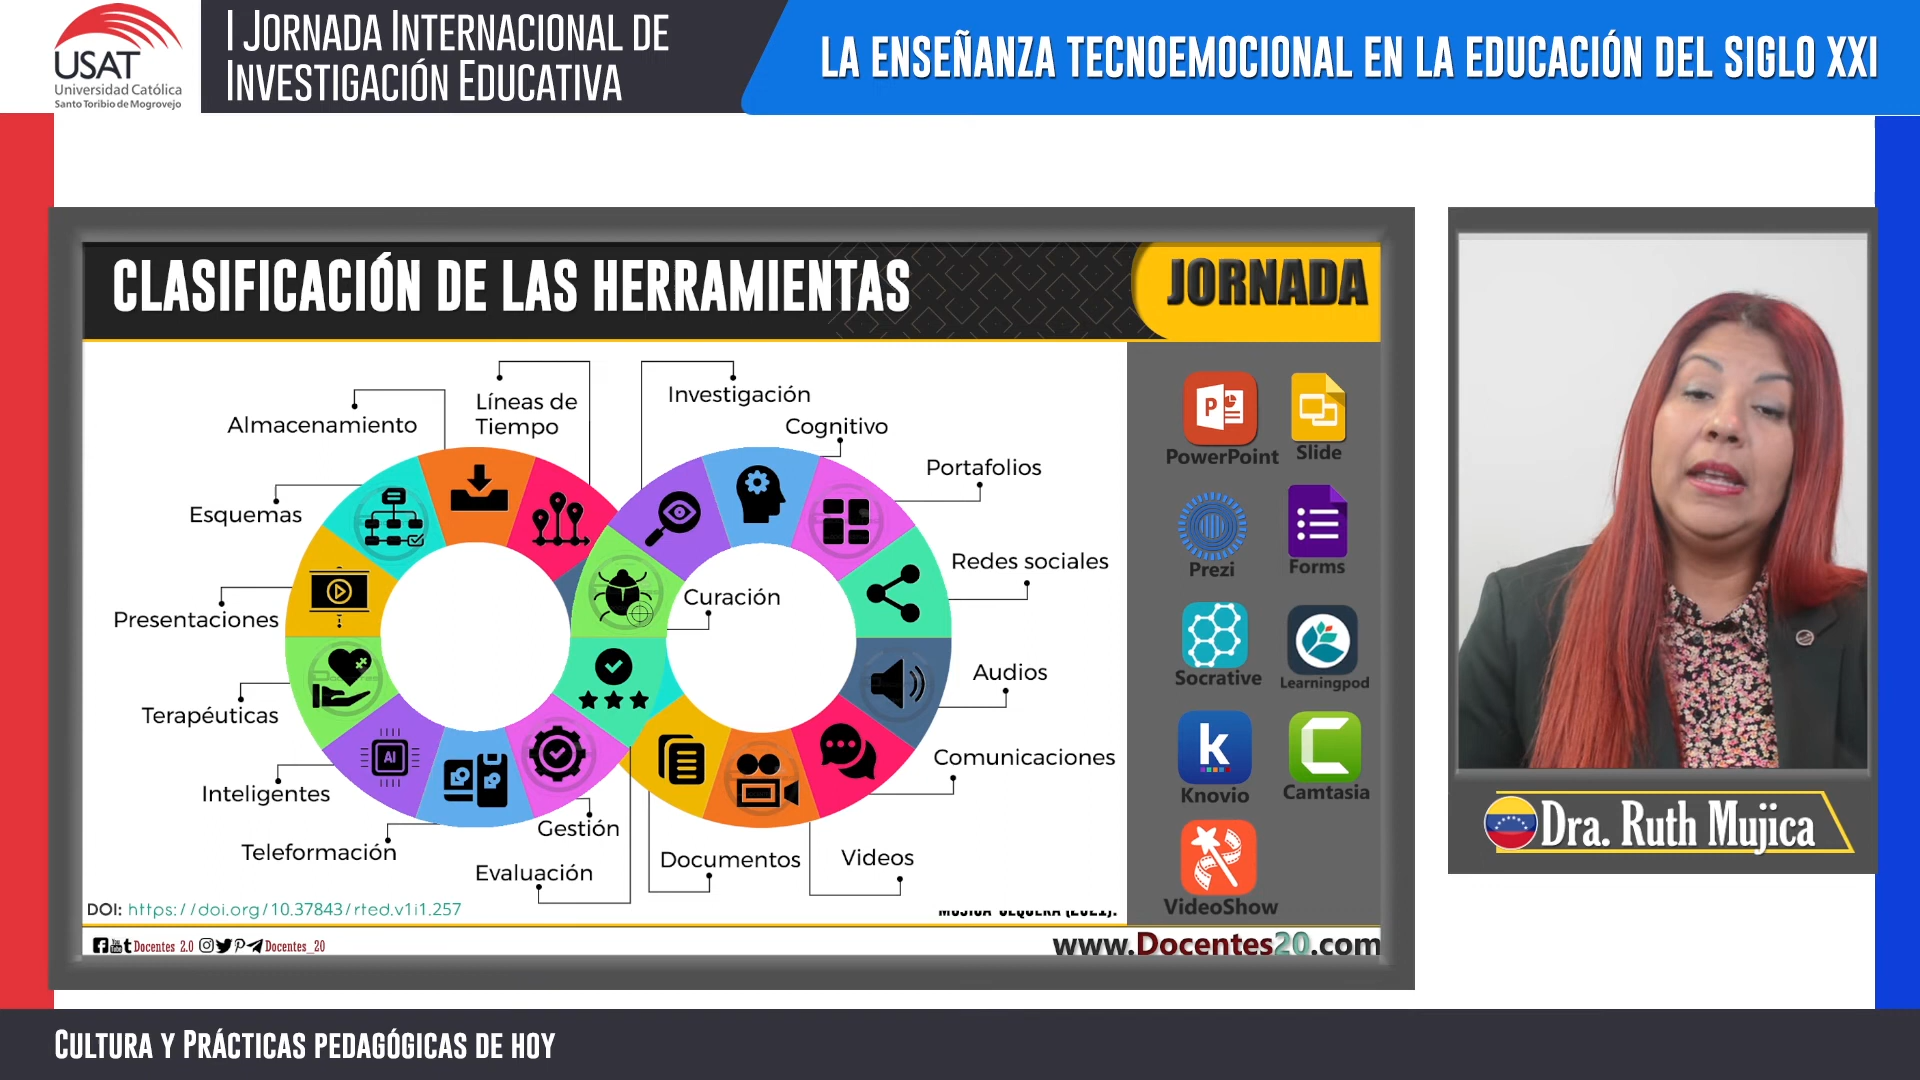 USAT
Universidad Católica
Santo Toribio de Mogrovejo
I JORNADA INTERNACIONAL DE
INVESTIGACIÓN EDUCATIVA
LA ENSEÑANZA TECNOEMOCIONAL EN LA EDUCACIÓN DEL SIGLO XXI
CLASIFICACIÓN DE LAS HERRAMIENTAS
JORNADA
Líneas de
Tiempo
Investigación
Almacenamiento
Cognitivo
Portafolios
Esquemas
Redes sociales
Curación
Presentaciones
Audios
Terapéuticas
Comunicaciones
Inteligentes
AI
Gestión
Teleformación
Evaluación
Documentos
Videos
PowerPoint
Slide
Prezi
Forms
Socrative
Learningpod
k
Knovio
Camtasia
VideoShow
DOI: https://doi.org/10.37843/rted.v1i1.257
MUJICA-SEQUERA (2021).
Docentes 2.0
Docentes_20
www.Docentes20.com
Dra. Ruth Mujica
CULTURA Y PRÁCTICAS PEDAGÓGICAS DE HOY